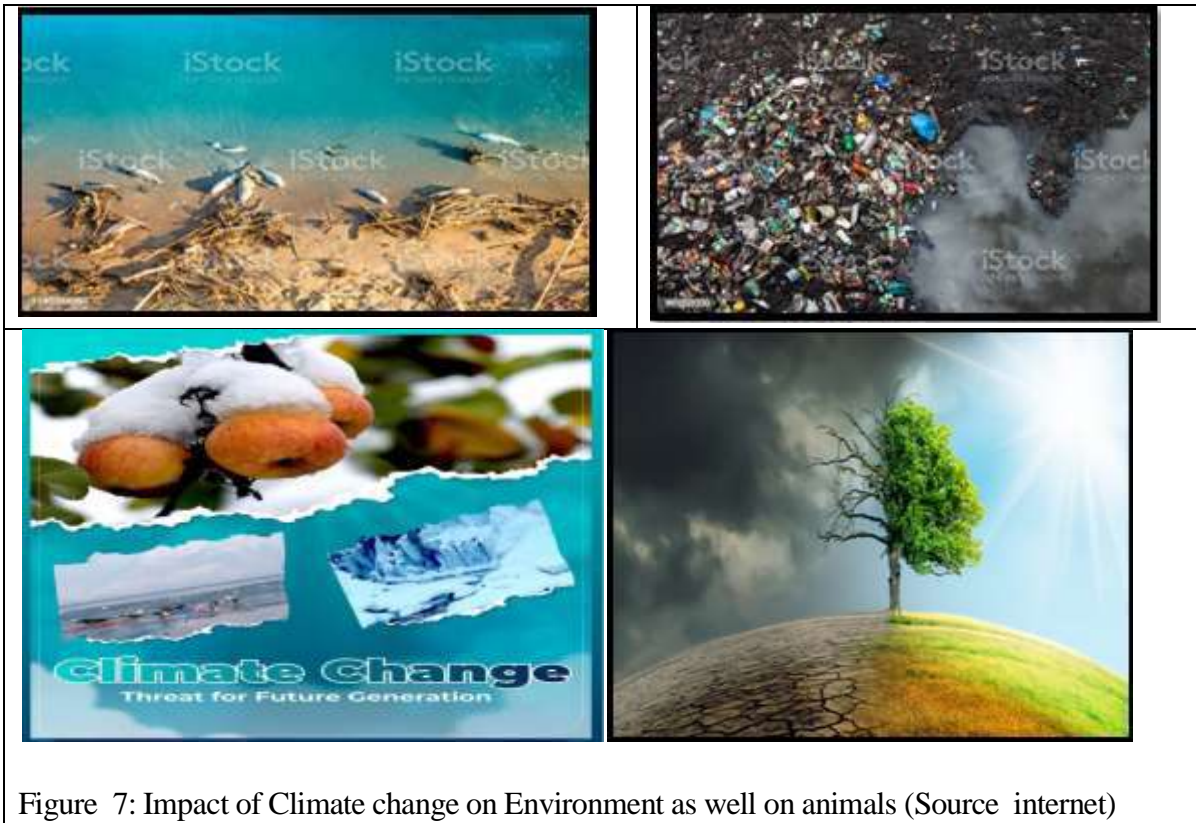 iStock
iStock
iStock
iStock
iStock
iStock
iStock
iStock
iStock
Climate Change
Threat for Future Generation
Figure 7: Impact of Climate change on Environment as well on animals (Source internet)